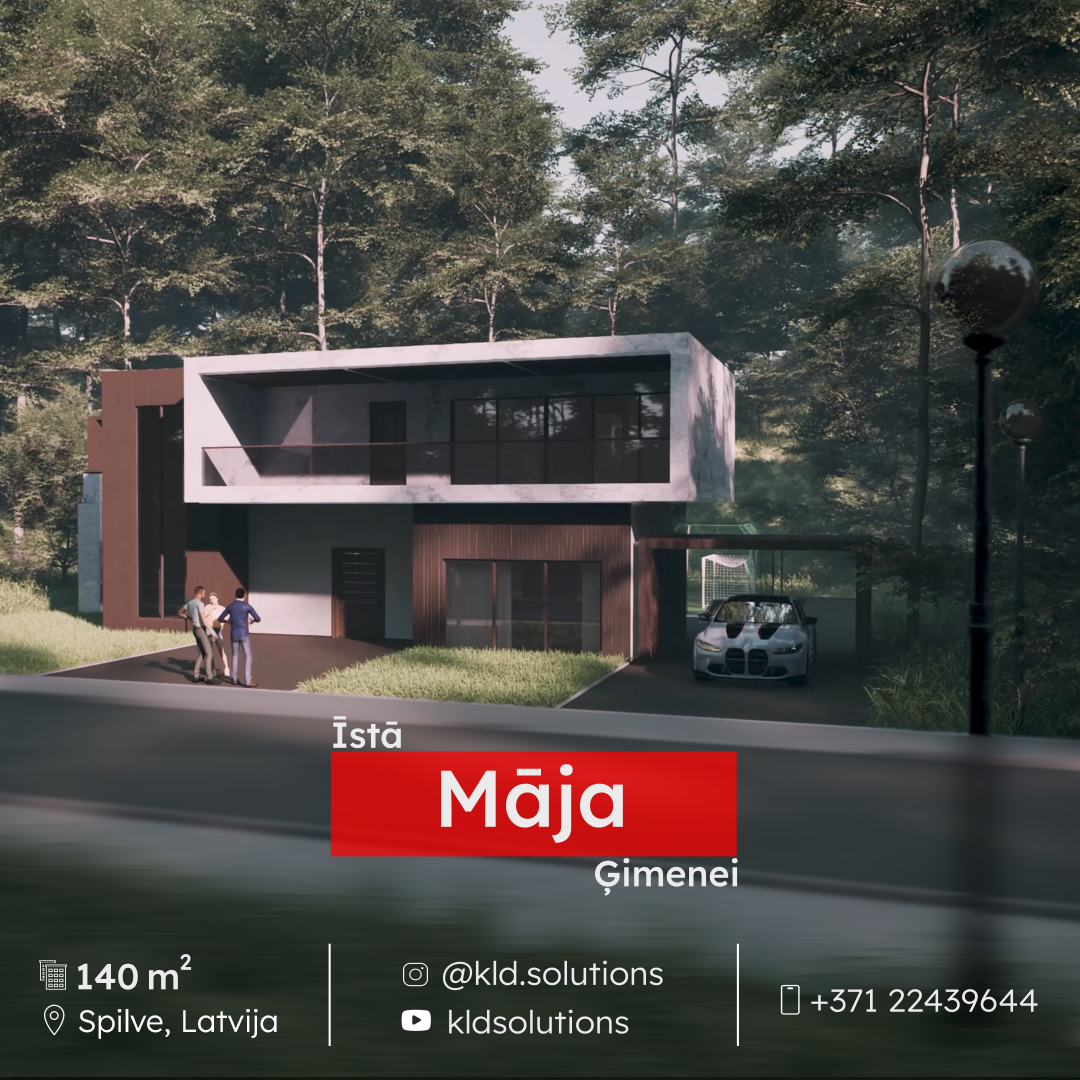 Īstā
Māja
Ģimenei
140 m²
Spilve, Latvija
@kld.solutions
kldsolutions
+371 22439644